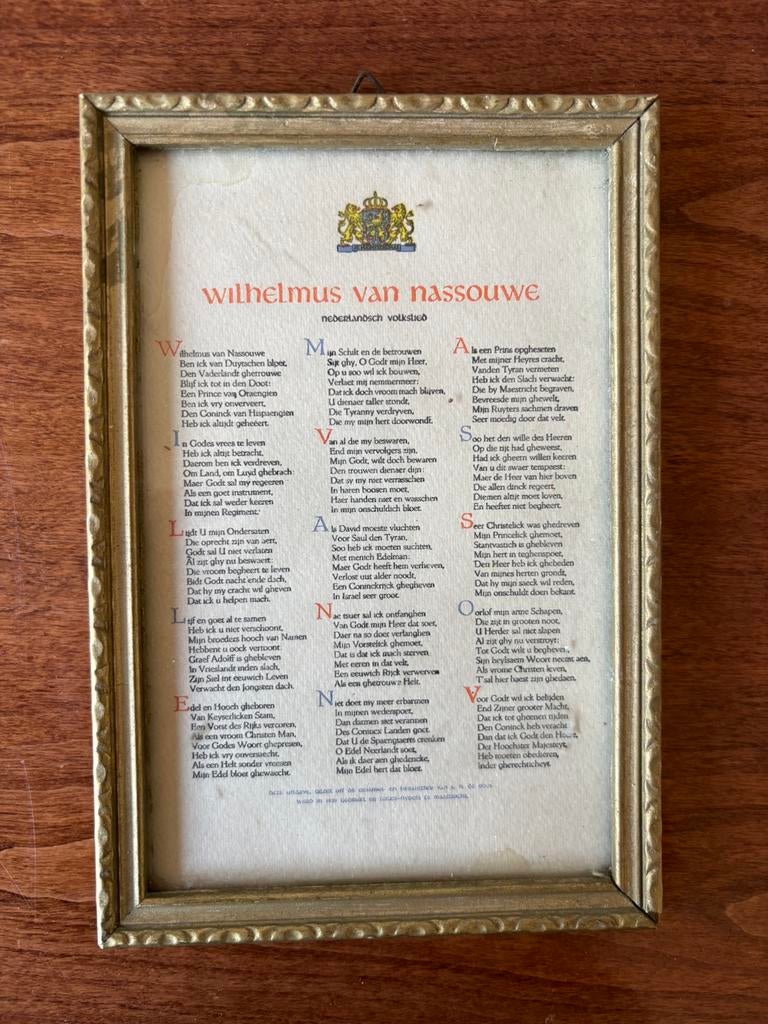 wilhelmus van nassouwe
nederlandsch volkslied
Wilhelmus van Nassouwe
Ben ick van Duytschen bloet,
Den Vaderlandt ghetrouwe
Blijf ick tot in den Doot:
Een Prince van Oraengien
Ben ick vry onverveert,
Den Coninck van Hispaengien
Heb ick altijdt gheheert.
In Godes vrees te leven
Heb ick altijt betracht,
Daerom ben ick verdreven,
Om Land, om Luyd ghebracht:
Maer Godt sal my regeeren
Als een goet instrument,
Dat ick sal weder keeren
In mijnen Regiment.
Lijdt U mijn Ondersaten
Die oprecht zijn van aert,
Godt sal U niet verlaten
Al zijt ghy nu beswaert:
Die vroom begheert te leven
Bidt Godt nacht ende dach,
Dat hy my cracht wil gheven
Dat ick u helpen mach.
Lijf en goet al te samen
Heb ick u niet verschoont,
Mijn broeders hooch van Namen
Hebbent u oock vertoont:
Graef Adolff is ghebleven
In Vrieslandt inden slach,
Zijn Siel int eeuwich Leven
Verwacht den Jongsten dach.
Edel en Hooch gheboren
Van Keyserlicken Stam,
Een Vorst des Rijks vercoren,
Als een vroom Christen Man,
Voor Godes Woort ghepresen,
Heb ick vry onversaecht,
Als een Helt sonder vreesen
Mijn Edel bloet ghewaecht.
Mijn Schilt en de betrouwen
Sijt ghy, O Godt mijn Heer,
Op u soo wil ick bouwen,
Verlaet mij nemmermeer:
Dat ick doch vroom mach blijven,
U dienaer taller stondt,
Die Tyranny verdryven,
Die my mijn hert doorwondt.
Van al die my beswaren,
End mijn vervolgers zijn,
Mijn Godt, wilt doch bewaren
Den trouwen dienaer dijn:
Dat sy my niet verrasschen
In haren boosen moet,
Haer handen niet en wasschen
In mijn onschuldich bloet.
Als David moeste vluchten
Voor Saul den Tyran,
Soo heb ick moeten suchten,
Met menich Edelman:
Maer Godt heeft hem verheven,
Verlost uut alder noodt,
Een Coninckrijck ghegheven
In Israel seer groot.
Nae tsuer sal ick ontfanghen
Van Godt mijn Heer dat soet,
Daer na so doet verlanghen
Mijn Vorstelijck ghemoet,
Dat is dat ick mach sterven
Met eeren in dat velt,
Een eeuwich Rijck verwerven
Als een ghetrouwe Helt.
Niet doet my meer erbarmen
In mijnen wederspoet,
Dan datmen siet verarmen
Des Conincx Landen goet.
Dat U de Spaengiaerts crencken
O Edel Neerlandt soet,
Als ick daer aen ghedencke,
Mijn Edel hert dat bloet.
Als een Prins opgheseten
Met mijner Heyres cracht,
Vanden Tyran vermeten
Heb ick den Slach verwacht:
Die by Maestricht begraven,
Bevreesde mijn ghewelt,
Mijn Ruyters sachmen draven
Seer moedig door dat velt.
Soo het den wille des Heeren
Op die tijt had gheweest,
Had ick gheern willen keeren
Van u dit swaer tempeest:
Maer de Heer van hier boven
Die allen dinck regeert,
Diemen altijt moet loven,
En heeftet niet begheert.
Seer Christelick was ghedreven
Mijn Princelijck ghemoet,
Stantvastich is ghebleven
Mijn hert in teghenspoet,
Den Heer heb ick ghebeden
Van mijnes herten grondt,
Dat hy mijn saeck wil reden,
Mijn onschuldt doen bekant.
Oorlof mijn arme Schapen,
Die zijt in grooten noot,
U Herder sal niet slapen
Al zijt ghy nu verstroyt:
Tot Godt wilt u begheven,
Sijn heylsaem Woort neemt aen,
Als vrome Christen leven,
T'sal hier haest zijn ghedaen.
Voor Godt wil ick belijden
End Zijner grooter Macht,
Dat ick tot gheenen tijden
Den Coninck heb veracht
Dan dat ick Godt den Heere,
Der Hoochster Majesteyt,
Heb moeten obedieren,
Inder gherechticheyt.